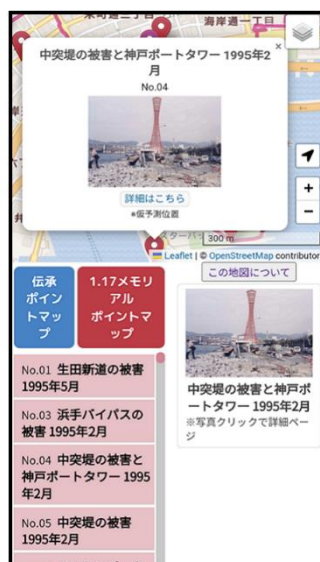 海岸通一丁目
×
中突堤の被害と神戸ポートタワー 1995年2
月
No.04
詳細はこちら
※仮予測位置
+
−
300 m
Leaflet | © OpenStreetMap contributor
伝承
ポイン
トマッ
プ
1.17メモリ
アル
ポイントマ
ップ
この地図について
No.01 生田新道の被害
1995年5月
No.03 浜手バイパスの
被害 1995年2月
No.04 中突堤の被害と
神戸ポートタワー 1995
年2月
No.05 中突堤の被害
1995年2月
中突堤の被害と神戸ポ
ートタワー 1995年2月
※写真クリックで詳細ペー
ジ